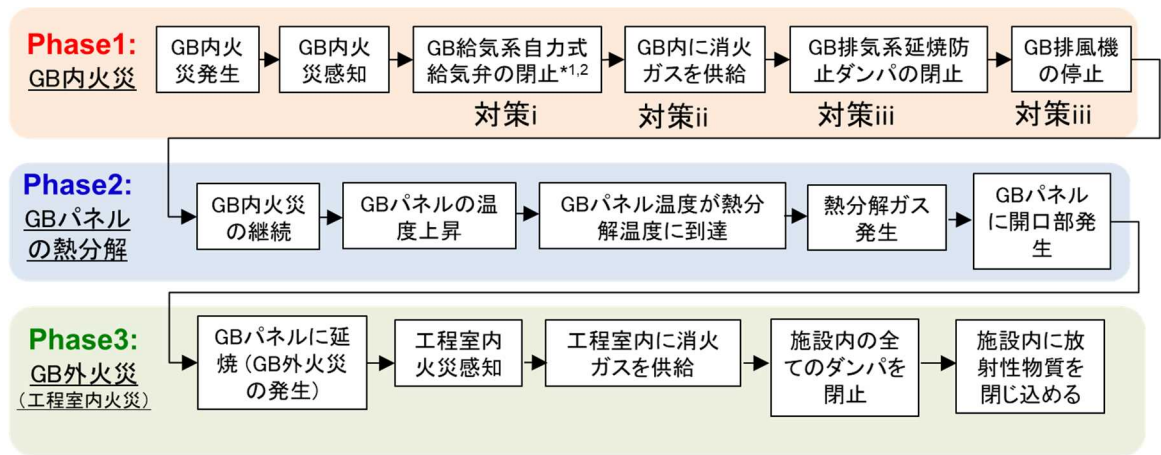 Phase1:
GB内火災
GB内火
災発生
GB内火
災感知
GB給気系自力式
給気弁の閉止*1,2
対策i
GB内に消火
ガスを供給
対策ii
GB排気系延焼防
止ダンパの閉止
対策iii
GB排風機
の停止
対策iii
Phase2:
GBパネル
の熱分解
GB内火災
の継続
GBパネルの温
度上昇
GBパネル温度が熱分
解温度に到達
熱分解ガス
発生
GBパネル
に開口部発
生
Phase3:
GB外火災
(工程室内火災)
GBパネルに延
焼(GB外火災
の発生)
工程室内
火災感知
工程室内に消火
ガスを供給
施設内の全
てのダンパを
閉止
施設内に放
射性物質を
閉じ込める